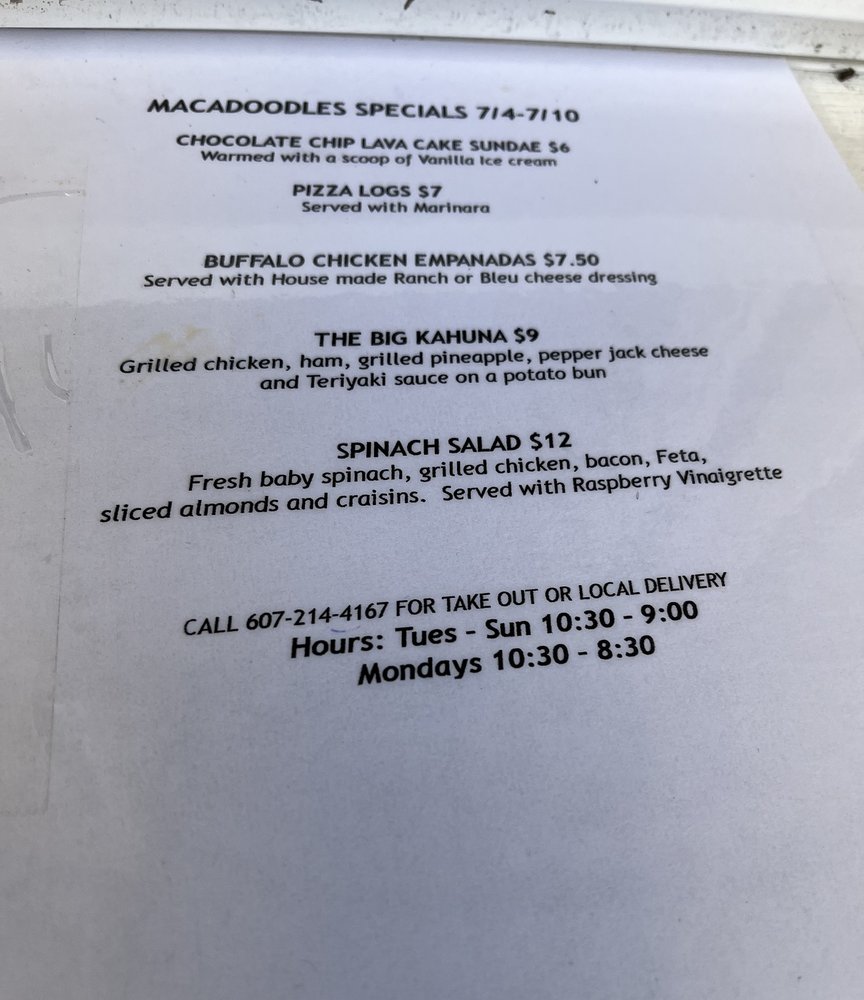 MACADOODLES SPECIALS 7/4-7/10
CHOCOLATE CHIP LAVA CAKE SUNDAE $6
Warmed with a scoop of Vanilla Ice cream
PIZZA LOGS $7
Served with Marinara
BUFFALO CHICKEN EMPANADAS $7.50
Served with House made Ranch or Bleu cheese dressing
THE BIG KAHUNA $9
Grilled chicken, ham, grilled pineapple, pepper jack cheese
and Teriyaki sauce on a potato bun
SPINACH SALAD $12
Fresh baby spinach, grilled chicken, bacon, Feta,
sliced almonds and craisins. Served with Raspberry Vinaigrette
CALL 607-214-4167 FOR TAKE OUT OR LOCAL DELIVERY
Hours: Tues - Sun 10:30 - 9:00
Mondays 10:30 - 8:30